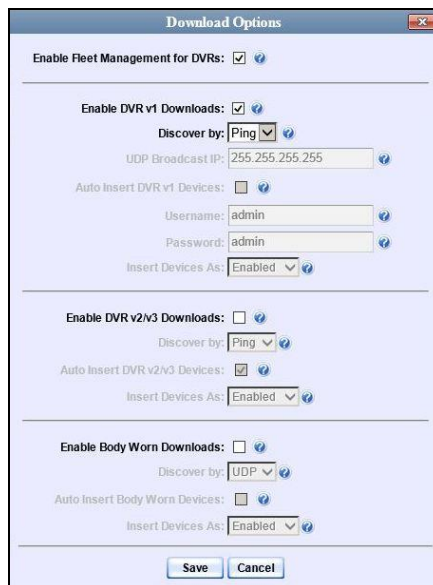 Download Options
Enable Fleet Management for DVRs:
Enable DVR v1 Downloads:
Discover by: Ping
UDP Broadcast IP: 255.255.255.255
Auto Insert DVR v1 Devices:
Username: admin
Password: admin
Insert Devices As: Enabled
Enable DVR v2/v3 Downloads:
Discover by: Ping
Auto Insert DVR v2/v3 Devices:
Insert Devices As: Enabled
Enable Body Worn Downloads:
Discover by: UDP
Auto Insert Body Worn Devices:
Insert Devices As: Enabled
Save Cancel